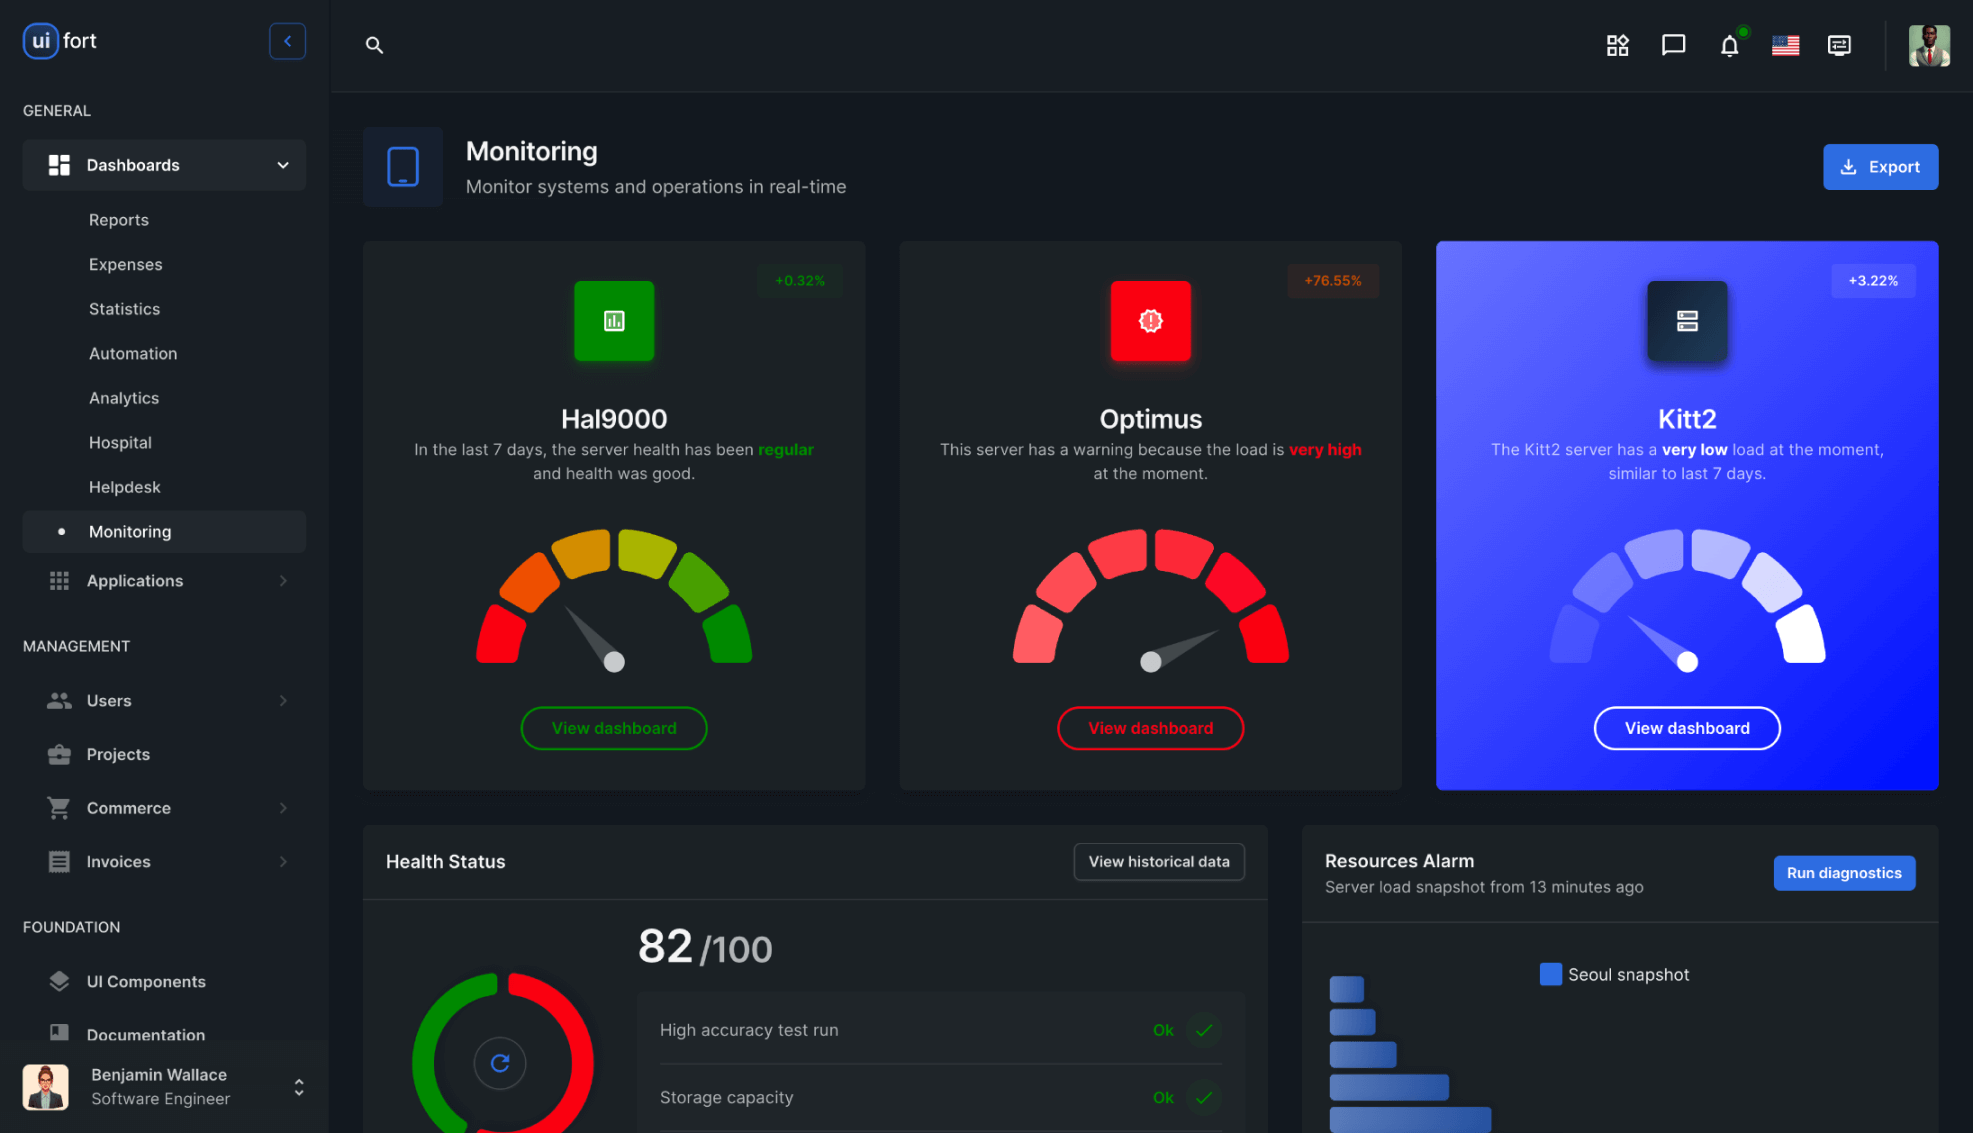 ui fort
GENERAL
Dashboards
Reports
Expenses
Statistics
Automation
Analytics
Hospital
Helpdesk
Monitoring
Applications
MANAGEMENT
Users
Projects
Commerce
Invoices
FOUNDATION
UI Components
Documentation
Benjamin Wallace
Software Engineer
Monitoring
Monitor systems and operations in real-time
Export
+0.32%
Hal9000
In the last 7 days, the server health has been regular
and health was good.
View dashboard
+76.55%
Optimus
This server has a warning because the load is very high
at the moment.
View dashboard
+3.22%
Kitt2
The Kitt2 server has a very low load at the moment,
similar to last 7 days.
View dashboard
Health Status
View historical data
82 /100
High accuracy test run Ok
Storage capacity Ok
Resources Alarm
Server load snapshot from 13 minutes ago
Run diagnostics
Seoul snapshot